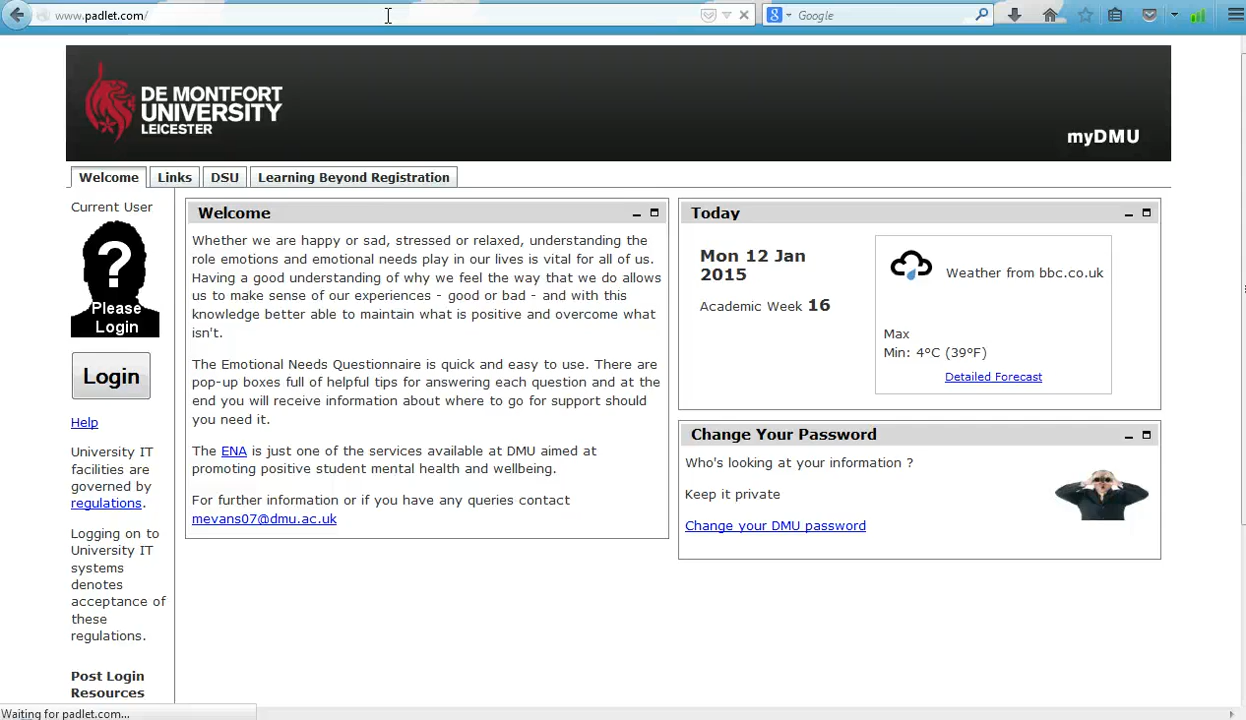 www.padlet.com/
Google
DE MONTFORT
UNIVERSITY
LEICESTER
myDMU
Welcome
Links
DSU
Learning Beyond Registration
Current User
Please
Login
Login
Help
University IT
facilities are
governed by
regulations.
Logging on to
University IT
systems
denotes
acceptance of
these
regulations.
Post Login
Resources
Welcome
Whether we are happy or sad, stressed or relaxed, understanding the
role emotions and emotional needs play in our lives is vital for all of us.
Having a good understanding of why we feel the way that we do allows
us to make sense of our experiences - good or bad - and with this
knowledge better able to maintain what is positive and overcome what
isn't.
The Emotional Needs Questionnaire is quick and easy to use. There are
pop-up boxes full of helpful tips for answering each question and at the
end you will receive information about where to go for support should
you need it.
The ENA is just one of the services available at DMU aimed at
promoting positive student mental health and wellbeing.
For further information or if you have any queries contact
mevans07@dmu.ac.uk
Today
Mon 12 Jan
2015
Academic Week 16
Weather from bbc.co.uk
Max
Min: 4°C (39°F)
Detailed Forecast
Change Your Password
Who's looking at your information ?
Keep it private
Change your DMU password
Waiting for padlet.com...